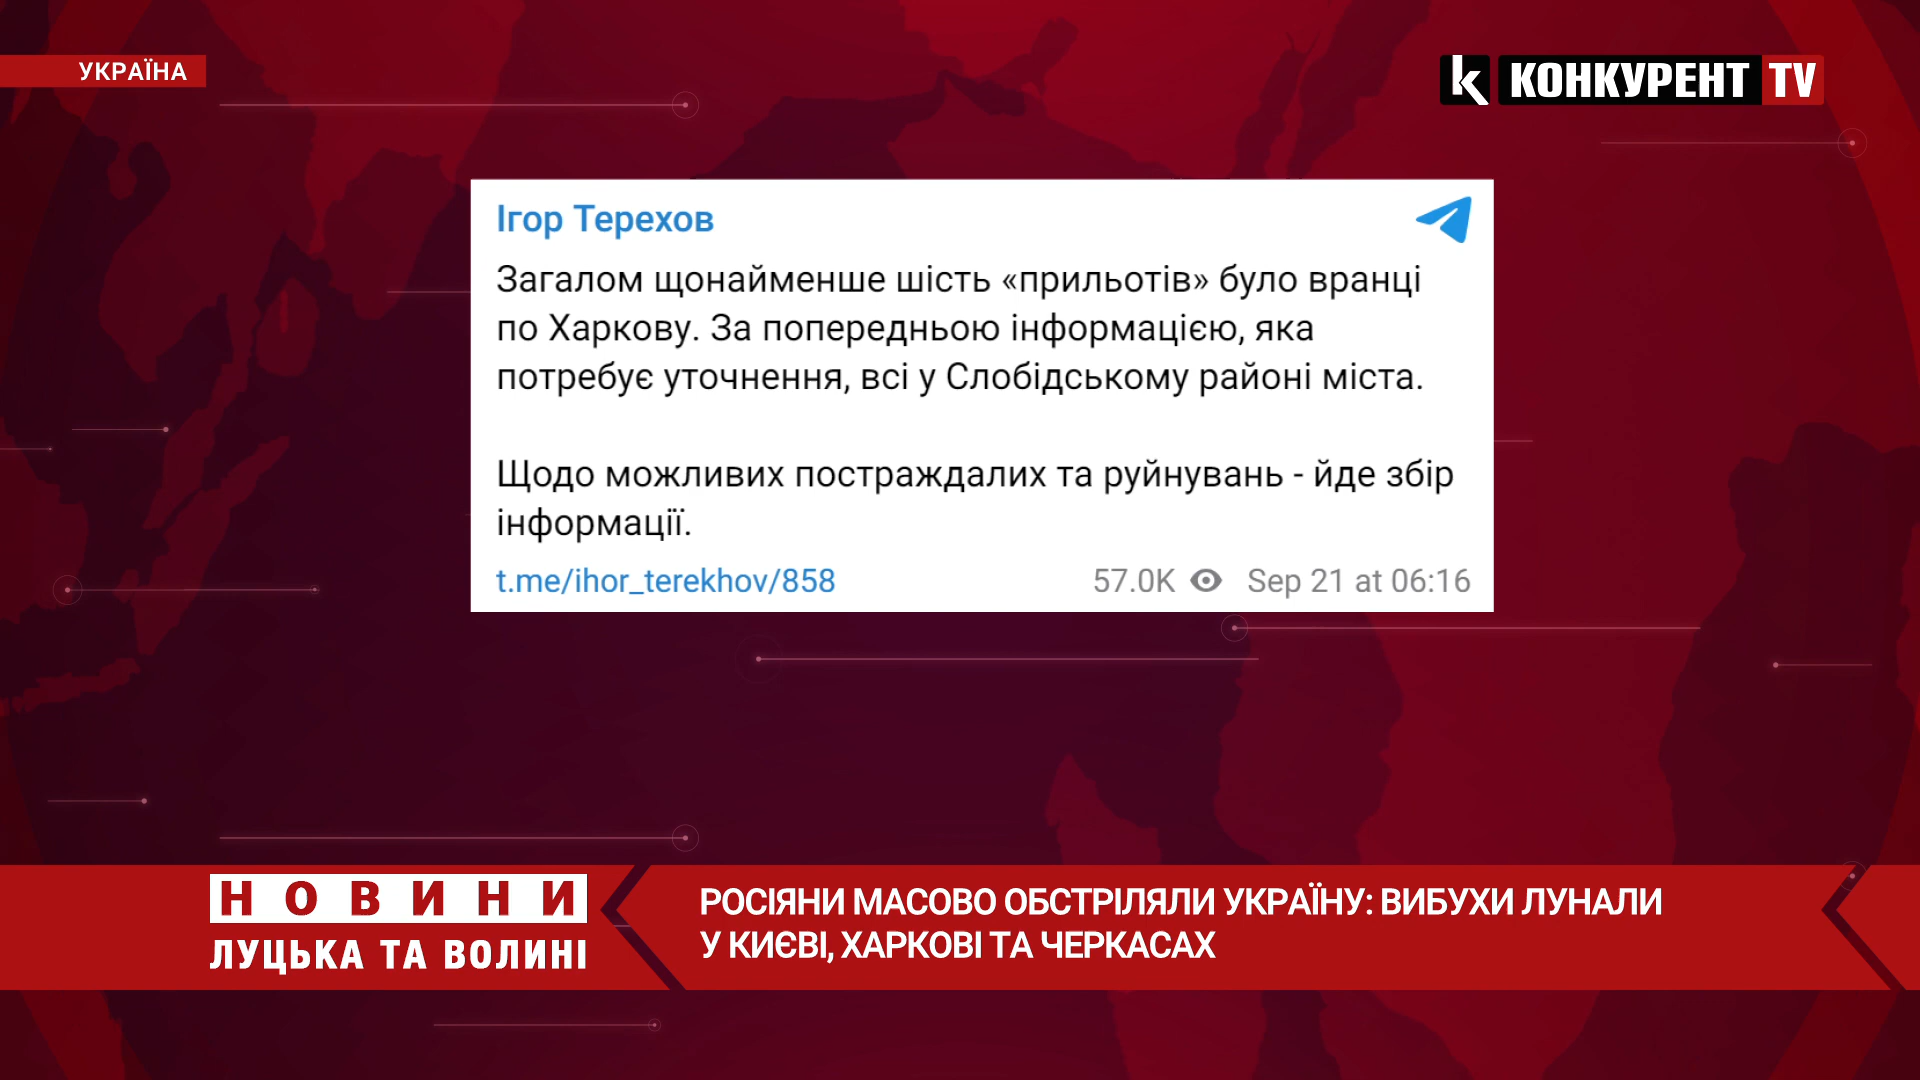 УКРАЇНА
k КОНКУРЕНТ TV
Ігор Терехов
Загалом щонайменше шість «прильотів» було вранці
по Харкову. За попередньою інформацією, яка
потребує уточнення, всі у Слобідському районі міста.
Щодо можливих постраждалих та руйнувань - йде збір
інформації.
t.me/ihor_terekhov/858 57.0K Sep 21 at 06:16
НОВИНИ
ЛУЦЬКА ТА ВОЛИНІ
РОСІЯНИ МАСОВО ОБСТРІЛЯЛИ УКРАЇНУ: ВИБУХИ ЛУНАЛИ
У КИЄВІ, ХАРКОВІ ТА ЧЕРКАСАХ